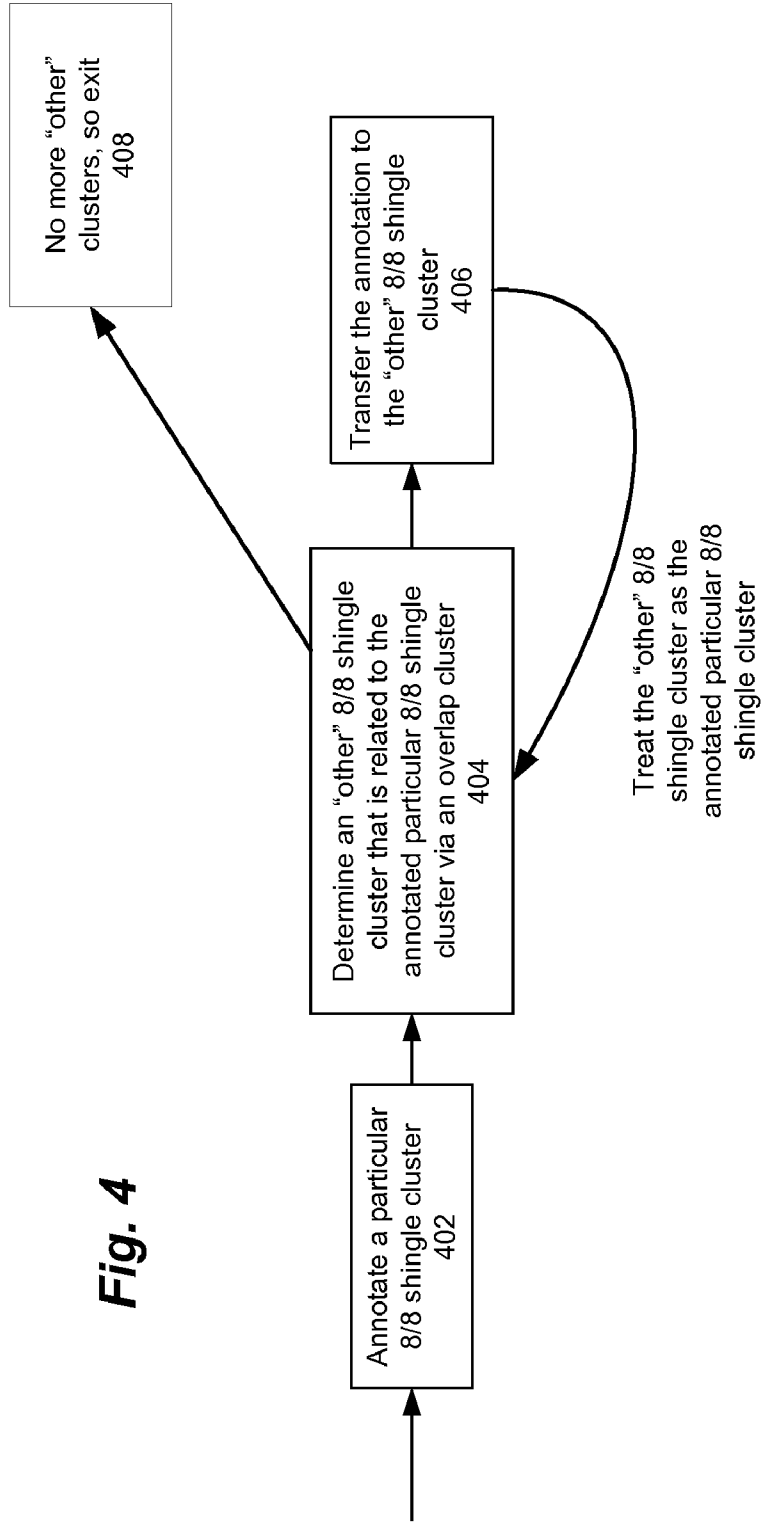 Fig. 4
Annotate a particular
8/8 shingle cluster
402
Determine an “other” 8/8 shingle
cluster that is related to the
annotated particular 8/8 shingle
cluster via an overlap cluster
404
Transfer the annotation to
the “other” 8/8 shingle
cluster
406
No more “other”
clusters, so exit
408
Treat the “other” 8/8
shingle cluster as the
annotated particular 8/8
shingle cluster